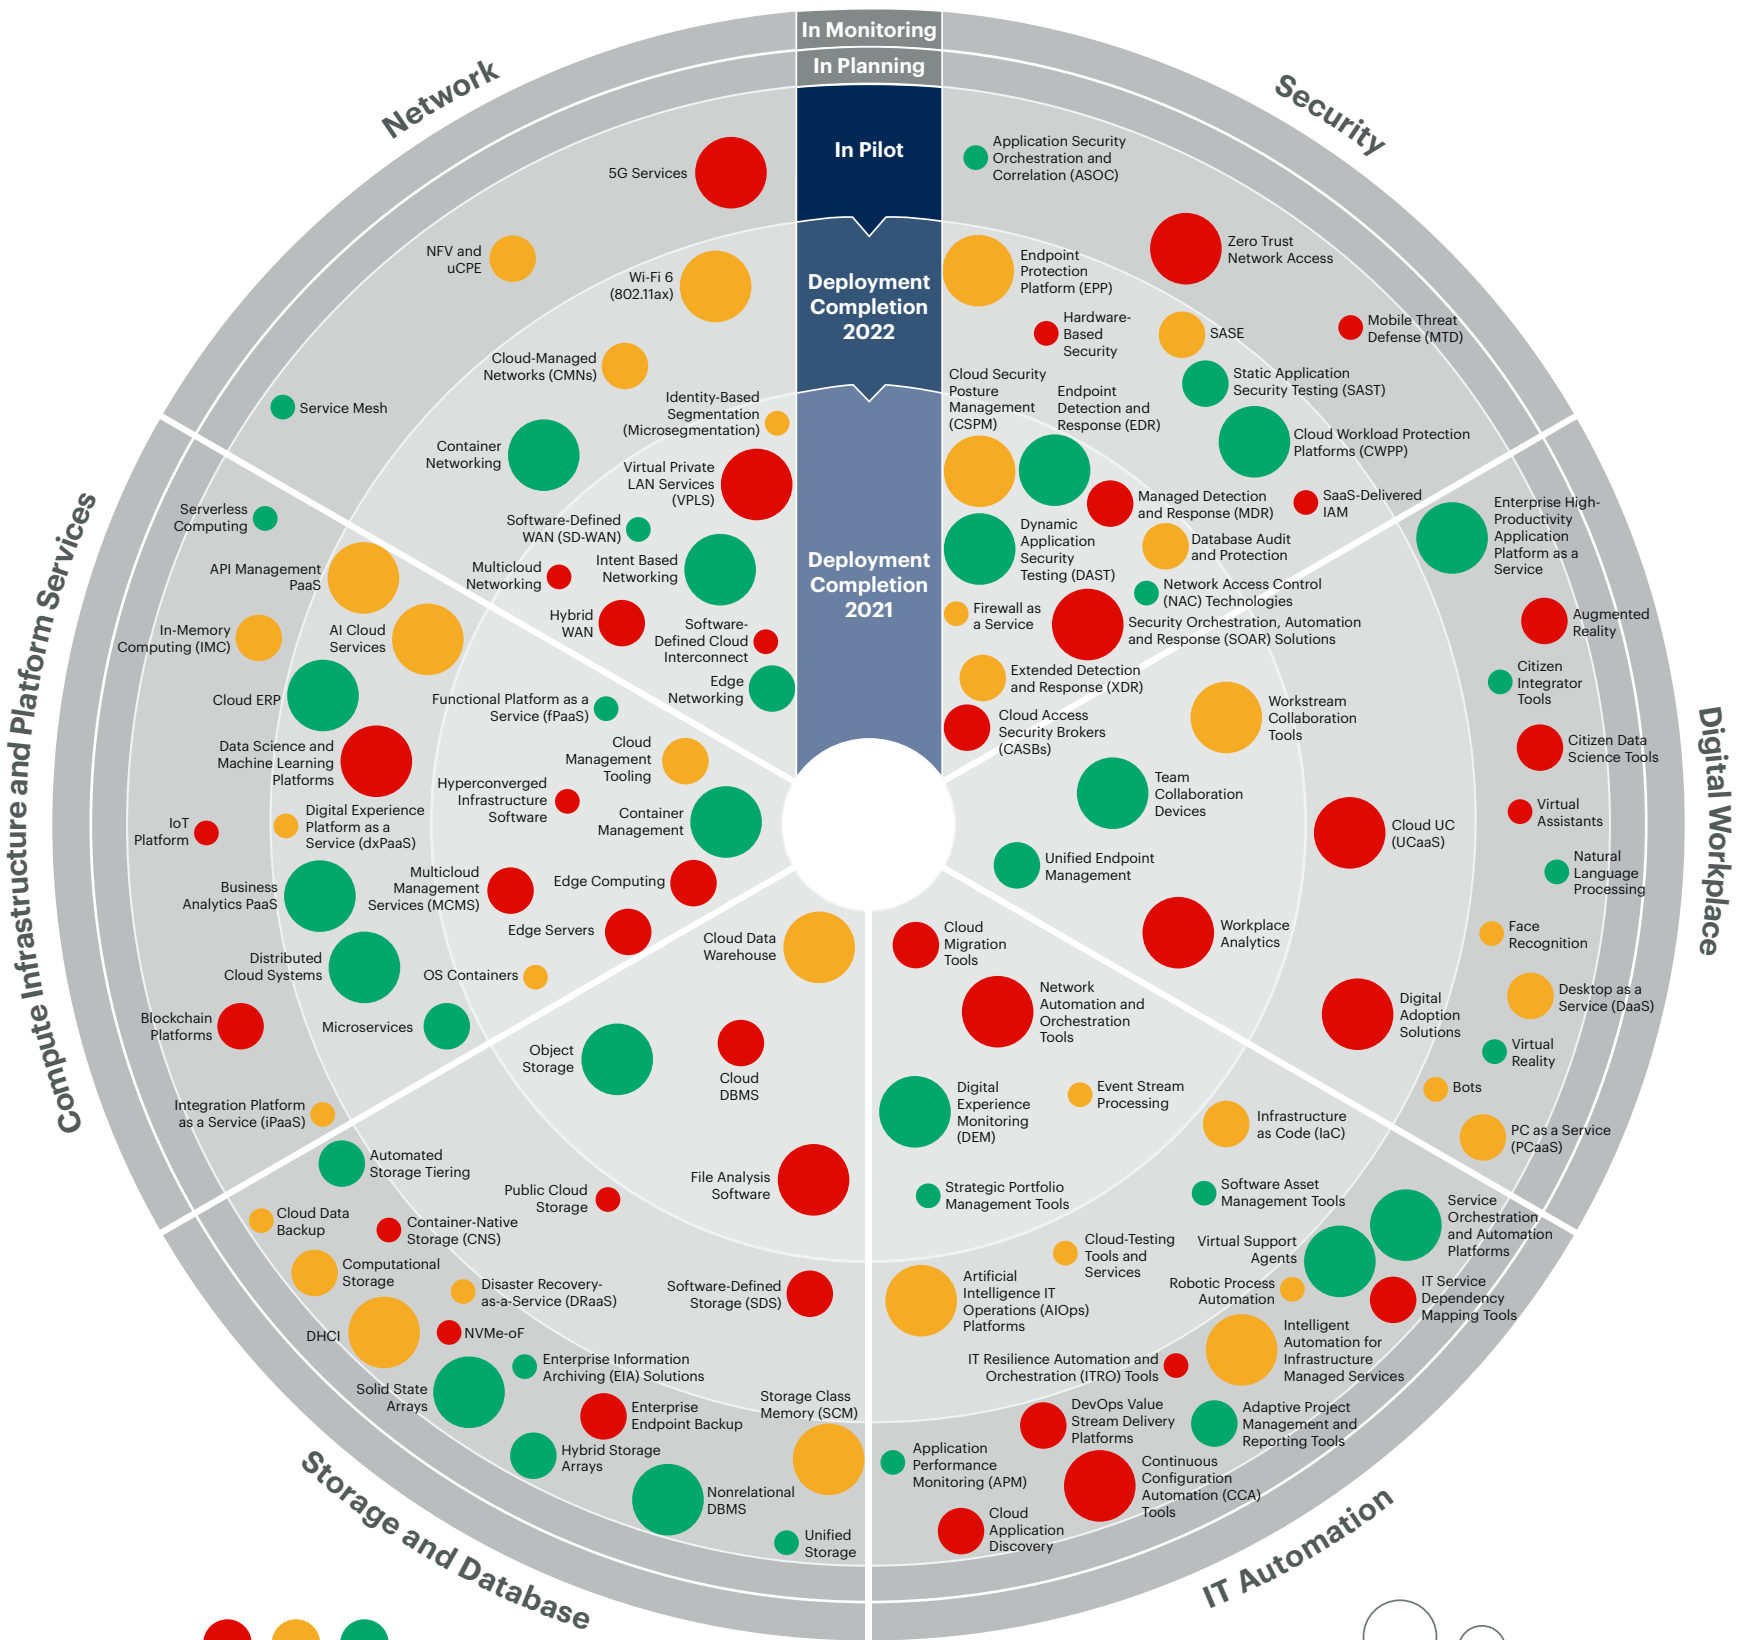 In Monitoring
In Planning
In Pilot
Deployment
Completion
2022
Deployment
Completion
2021
Network
5G Services
NFV and
uCPE
Wi-Fi 6
(802.11ax)
Cloud-Managed
Networks (CMNs)
Service Mesh
Identity-Based
Segmentation
(Microsegmentation)
Container
Networking
Virtual Private
LAN Services
(VPLS)
Software-Defined
WAN (SD-WAN)
Intent Based
Networking
Multicloud
Networking
Hybrid
WAN
Software-
Defined Cloud
Interconnect
Edge
Networking
Security
Application Security
Orchestration and
Correlation (ASOC)
Zero Trust
Network Access
Endpoint
Protection
Platform (EPP)
Hardware-
Based
Security
SASE
Mobile Threat
Defense (MTD)
Cloud Security
Posture
Management
(CSPM)
Endpoint
Detection and
Response (EDR)
Static Application
Security Testing (SAST)
Cloud Workload Protection
Platforms (CWPP)
Managed Detection
and Response (MDR)
SaaS-Delivered
IAM
Dynamic
Application
Security
Testing (DAST)
Database Audit
and Protection
Network Access Control
(NAC) Technologies
Firewall as
a Service
Security Orchestration, Automation
and Response (SOAR) Solutions
Extended Detection
and Response (XDR)
Cloud Access
Security Brokers
(CASBs)
Digital Workplace
Enterprise High-
Productivity
Application
Platform as a
Service
Augmented
Reality
Citizen
Integrator
Tools
Workstream
Collaboration
Tools
Citizen Data
Science Tools
Team
Collaboration
Devices
Virtual
Assistants
Cloud UC
(UCaaS)
Unified Endpoint
Management
Natural
Language
Processing
Workplace
Analytics
Face
Recognition
Desktop as a
Service (DaaS)
Digital
Adoption
Solutions
Virtual
Reality
Bots
PC as a Service
(PCaaS)
IT Automation
Cloud
Migration
Tools
Network
Automation and
Orchestration
Tools
Digital
Experience
Monitoring
(DEM)
Event Stream
Processing
Infrastructure
as Code (IaC)
Strategic Portfolio
Management Tools
Software Asset
Management Tools
Service
Orchestration
and Automation
Platforms
Cloud-Testing
Tools and
Services
Virtual Support
Agents
Robotic Process
Automation
IT Service
Dependency
Mapping Tools
Artificial
Intelligence IT
Operations (AIOps)
Platforms
Intelligent
Automation for
Infrastructure
Managed Services
IT Resilience Automation and
Orchestration (ITRO) Tools
DevOps Value
Stream Delivery
Platforms
Adaptive Project
Management and
Reporting Tools
Application
Performance
Monitoring (APM)
Continuous
Configuration
Automation (CCA)
Tools
Cloud
Application
Discovery
Storage and Database
Cloud Data
Warehouse
Object
Storage
Cloud
DBMS
File Analysis
Software
Automated
Storage Tiering
Public Cloud
Storage
Cloud Data
Backup
Container-Native
Storage (CNS)
Computational
Storage
Disaster Recovery-
as-a-Service (DRaaS)
Software-Defined
Storage (SDS)
DHCI
NVMe-oF
Enterprise Information
Archiving (EIA) Solutions
Solid State
Arrays
Enterprise
Endpoint Backup
Storage Class
Memory (SCM)
Hybrid Storage
Arrays
Nonrelational
DBMS
Unified
Storage
Compute Infrastructure and Platform Services
Serverless
Computing
API Management
PaaS
In-Memory
Computing (IMC)
AI Cloud
Services
Cloud ERP
Functional Platform as a
Service (fPaaS)
Data Science and
Machine Learning
Platforms
Cloud
Management
Tooling
Hyperconverged
Infrastructure
Software
Container
Management
IoT
Platform
Digital Experience
Platform as a
Service (dxPaaS)
Business
Analytics PaaS
Multicloud
Management
Services (MCMS)
Edge Computing
Edge Servers
Distributed
Cloud Systems
OS Containers
Blockchain
Platforms
Microservices
Integration Platform
as a Service (iPaaS)